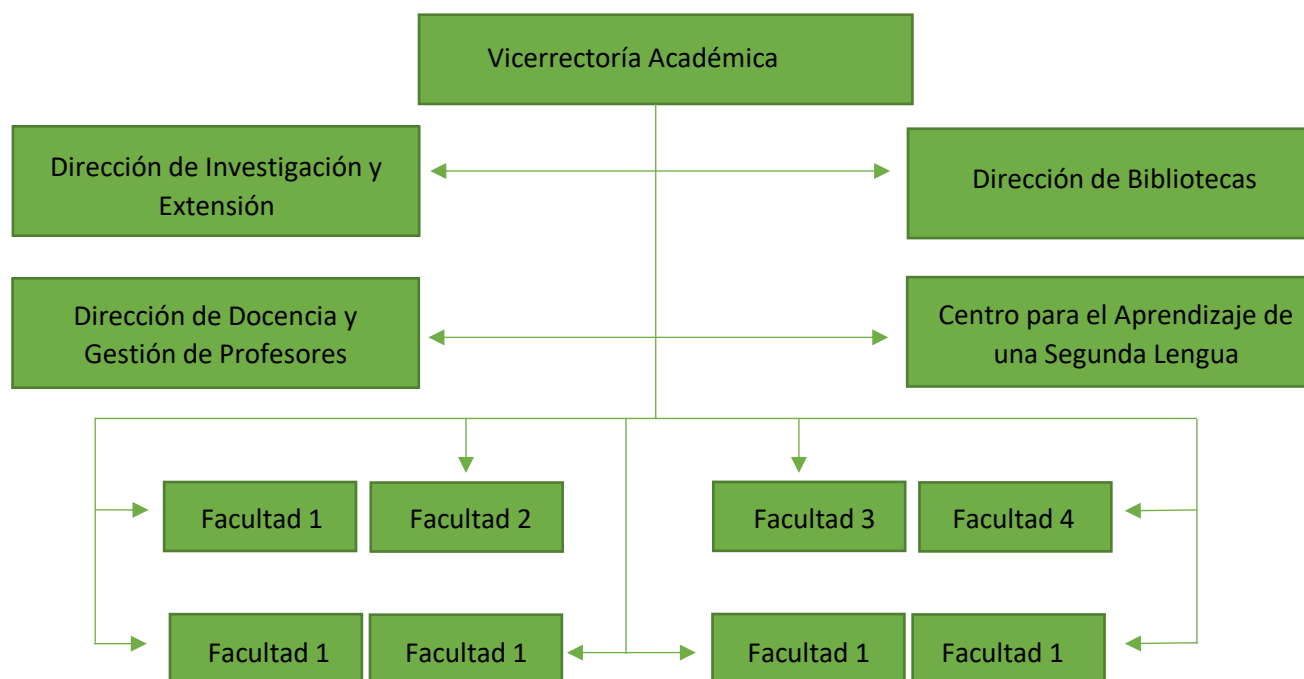 Vicerrectoría Académica
Dirección de Investigación y
Extensión
Dirección de Bibliotecas
Dirección de Docencia y
Gestión de Profesores
Centro para el Aprendizaje de
una Segunda Lengua
Facultad 1
Facultad 2
Facultad 3
Facultad 4
Facultad 1
Facultad 1
Facultad 1
Facultad 1